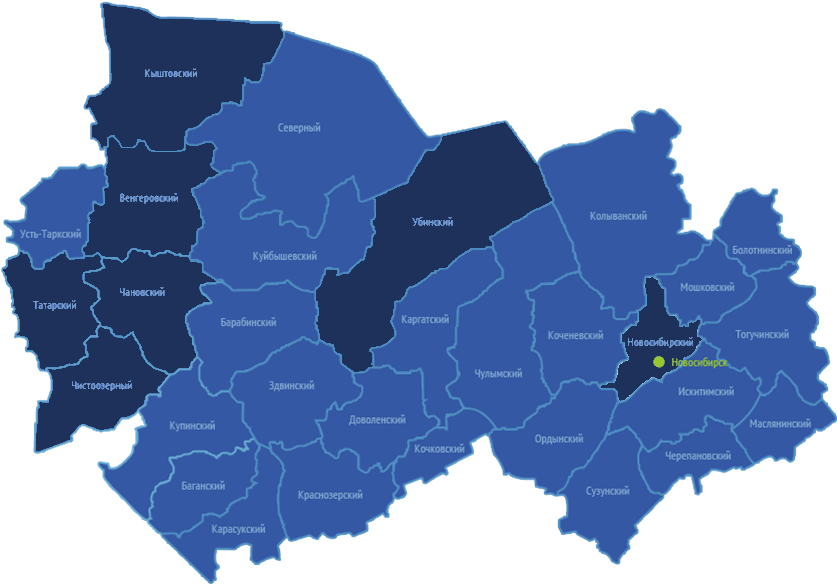 Кыштовский
Северный
Венгеровский
Убинский
Колыванский
Усть-Таркский
Болотнинский
Куйбышевский
Мошковский
Чановский
Татарский
Барабинский
Каргатский
Коченевский
Тогучинский
Новосибирский
Новосибирск
Чулымский
Чистоозерный
Здвинский
Искитимский
Доволенский
Маслянинский
Купинский
Ордынский
Кочковский
Черепановский
Баганский
Сузунский
Краснозерский
Карасукский